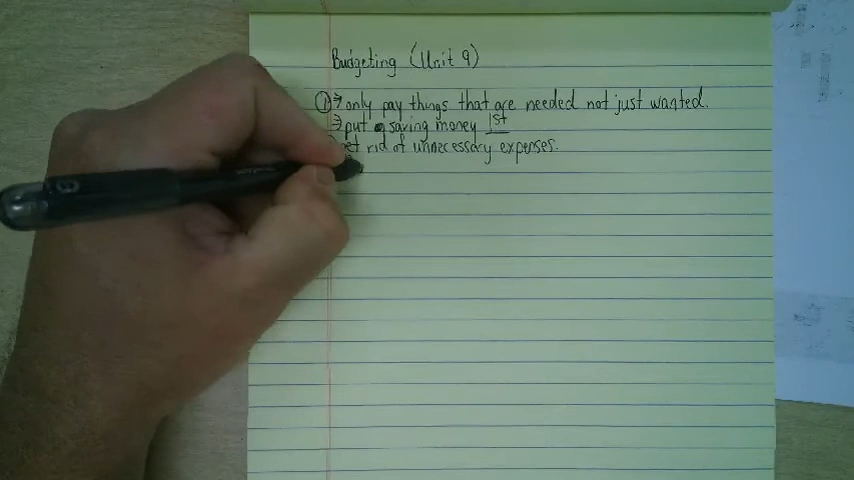 Budgeting (Unit 9)
① → only pay things that are needed not just wanted.
→ put saving money 1st
get rid of unnecessary expenses.